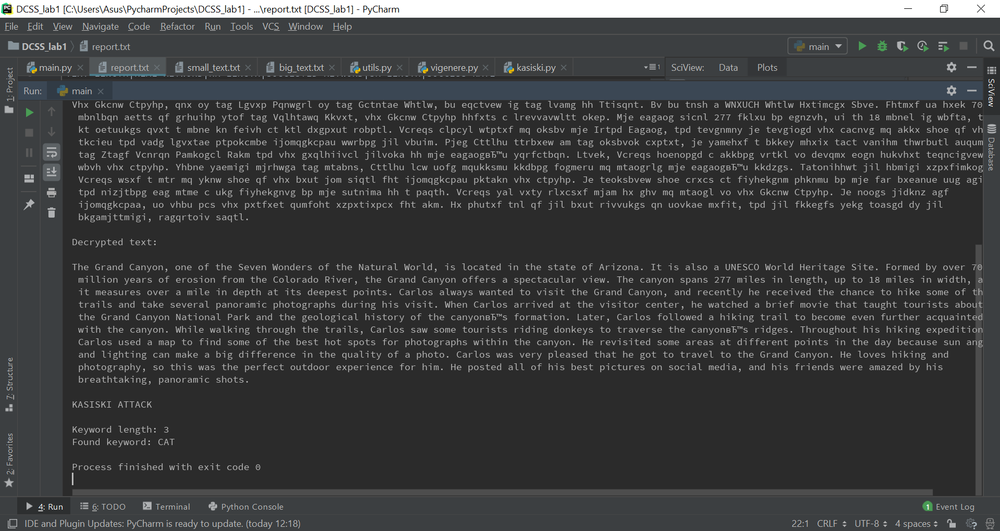 DCSS_lab1 [C:\Users\Asus\PycharmProjects\DCSS_lab1] - ...\report.txt [DCSS_lab1] - PyCharm
File Edit View Navigate Code Refactor Run Tools VCS Window Help
DCSS_lab1 report.txt main
main.py report.txt small_text.txt big_text.txt utils.py vigenere.py kasiski.py 1 SciView: Data Plots
Run: main
Vhx Gkcnw Ctpyhp, qnx oy tag Lgvxp Pqnwgrl oy tag Gctntae Whtlw, bu eqctvew ig tag lvamg hh Ttisqnt. Bv bu tnsh a WNXUCH Whtlw Hxtimcgx Sbve. Fhtmxf ua hxek 70
mbnlbqn aetts qf grhuihp ytof tag Vqlhtawq Kkvxt, vhx Gkcnw Ctpyhp hhfxts c lrevvavwltt okep. Mje eagaog sicnl 277 fklxu bp egnzvh, ui th 18 mbnel ig wbfta, t
kt oetuukgs qvxt t mbne kn feivh ct ktl dxgpxut robptl. Vcreqs clpcyl wtptxf mq oksbv mje Irtpd Eagaog, tpd tevgnmny je tevgiogd vhx cacnvg mq akkx shoe qf vh
tkcieu tpd vadg lgvxtae ptpokcmbe ijomqgkcpau wwrbpg jil vbuim. Pjeg Cttlhu ttrbxew am tag oksbvok cxptxt, je yamehxf t bkkey mhxix tact vanihm thwrbutl auqum
tag Ztagf Vcnrqn Pamkogcl Rakm tpd vhx gxqlhiivcl jilvoka hh mje eagaogвЂ™u yqrfctbqn. Ltvek, Vcreqs hoenopgd c akkbpg vrtkl vo devqmx eogn hukvhxt teqncigvew
wbvh vhx ctpyhp. Yhbne yaemigi mjrhwga tag mtabns, Cttlhu lcw uofg mqukksmu kkdbpg fogmeru mq mtaogrlg mje eagaogвЂ™u kkdzgs. Tatonihhwt jil hbmigi xzpxfimkog
Vcreqs wsxf t mtr mq yknw shoe qf vhx bxut jom siqtl fht ijomqgkcpau pktakn vhx ctpyhp. Je teoksbvew shoe crxcs ct fiyhekgnm phknmu bp mje far bxeanue uug agi
tpd nizjtbpg eag mtme c ukg fiyhekgnvg bp mje sutnima hh t paqth. Vcreqs yal vxty rlxcsxf mjam hx ghv mq mtaogl vo vhx Gkcnw Ctpyhp. Je noogs jidknz agf
ijomqgkcpaa, uo vhbu pcs vhx pxtfxet qumfoht xzpxtixpcx fht akm. Hx phutxf tnl qf jil bxut rivvukgs qn uovkae mxfit, tpd jil fkkegfs yekg toasgd dy jil
bkgamjttmigi, ragqrtoiv saqtl.
Decrypted text:
The Grand Canyon, one of the Seven Wonders of the Natural World, is located in the state of Arizona. It is also a UNESCO World Heritage Site. Formed by over 70
million years of erosion from the Colorado River, the Grand Canyon offers a spectacular view. The canyon spans 277 miles in length, up to 18 miles in width, a
it measures over a mile in depth at its deepest points. Carlos always wanted to visit the Grand Canyon, and recently he received the chance to hike some of th
trails and take several panoramic photographs during his visit. When Carlos arrived at the visitor center, he watched a brief movie that taught tourists about
the Grand Canyon National Park and the geological history of the canyonвЂ™s formation. Later, Carlos followed a hiking trail to become even further acquainted
with the canyon. While walking through the trails, Carlos saw some tourists riding donkeys to traverse the canyonвЂ™s ridges. Throughout his hiking expedition
Carlos used a map to find some of the best hot spots for photographs within the canyon. He revisited some areas at different points in the day because sun ang
and lighting can make a big difference in the quality of a photo. Carlos was very pleased that he got to travel to the Grand Canyon. He loves hiking and
photography, so this was the perfect outdoor experience for him. He posted all of his best pictures on social media, and his friends were amazed by his
breathtaking, panoramic shots.
KASISKI ATTACK
Keyword length: 3
Found keyword: CAT
Process finished with exit code 0
1: Project
7: Structure
2: Favorites
SciView
Database
4: Run 6: TODO Terminal Python Console 1 Event Log
IDE and Plugin Updates: PyCharm is ready to update. (today 12:18) 22:1 CRLF UTF-8 4 spaces